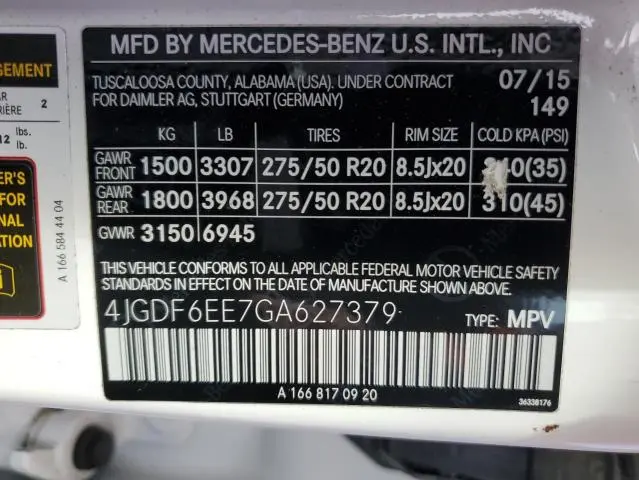 MFD BY MERCEDES-BENZ U.S. INTL., INC
TUSCALOOSA COUNTY, ALABAMA (USA). UNDER CONTRACT 07/15
FOR DAIMLER AG, STUTTGART (GERMANY) 149
KG LB TIRES RIM SIZE COLD KPA (PSI)
GAWR FRONT 1500 3307 275/50 R20 8.5Jx20 (35)
GAWR REAR 1800 3968 275/50 R20 8.5Jx20 310(45)
GVWR 3150 6945
THIS VEHICLE CONFORMS TO ALL APPLICABLE FEDERAL MOTOR VEHICLE SAFETY
STANDARDS IN EFFECT ON THE DATE OF MANUFACTURE SHOWN ABOVE.
4JGDF6EE7GA627379 TYPE: MPV
A 166 817 09 20
36338176
2
lbs.
lb.
A 166 584 44 04